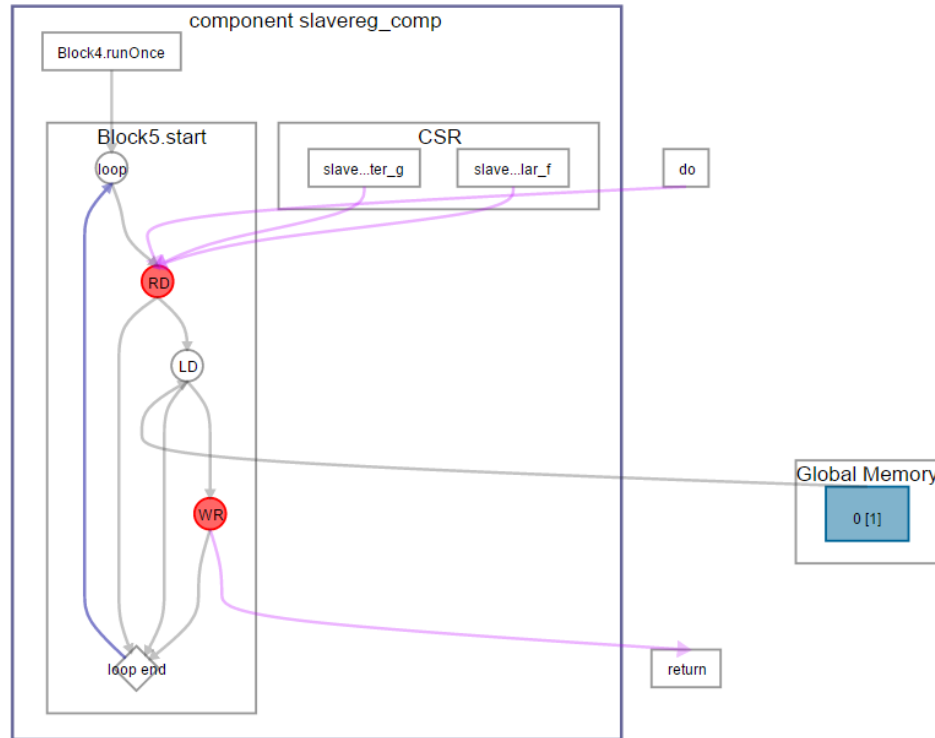 component slavereg_comp
Block4.runOnce
Block5.start
CSR
loop
slave...ter_g
slave...lar_f
do
RD
LD
Global Memory
0 [1]
WR
loop end
return